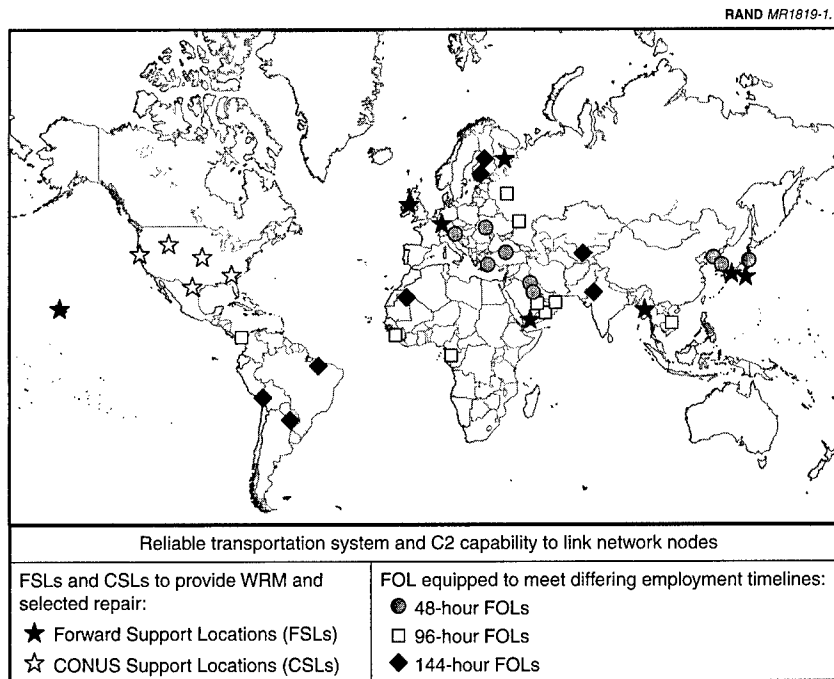 RAND MR1819-1.
Reliable transportation system and C2 capability to link network nodes
FSLs and CSLs to provide WRM and
selected repair:
Forward Support Locations (FSLs)
CONUS Support Locations (CSLs)
FOL equipped to meet differing employment timelines:
48-hour FOLs
96-hour FOLs
144-hour FOLs